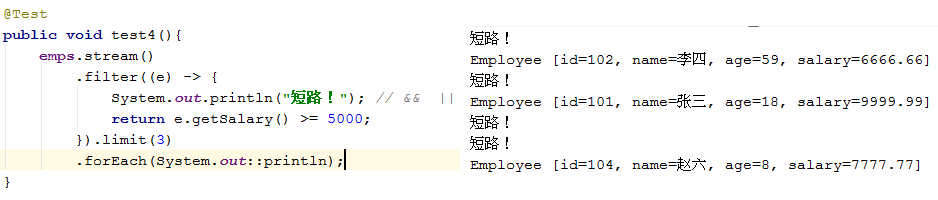 @Test
public void test4(){
    emps.stream()
        .filter((e) -> {
            System.out.println("短路！"); // &&  ||
            return e.getSalary() >= 5000;
        }).limit(3)
        .forEach(System.out::println);
}
短路！
Employee [id=102, name=李四, age=59, salary=6666.66]
短路！
Employee [id=101, name=张三, age=18, salary=9999.99]
短路！
短路！
Employee [id=104, name=赵六, age=8, salary=7777.77]